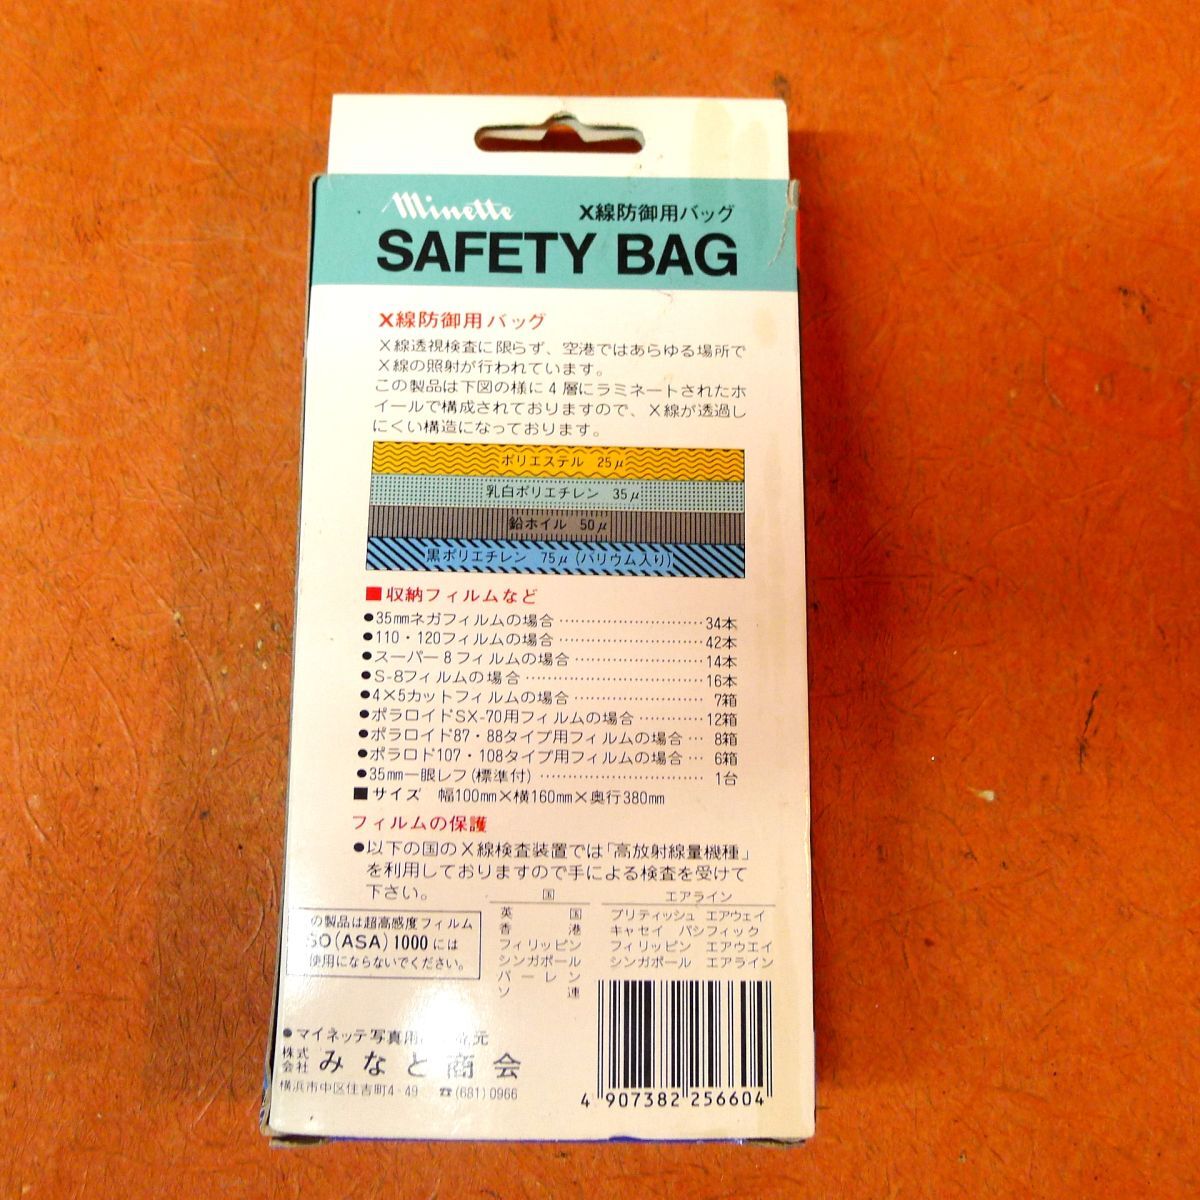 Minette X線防御用バッグ
SAFETY BAG
X線防御用バッグ
X線透視検査に限らず、空港ではあらゆる場所で
X線の照射が行われています。
この製品は下図の様に4層にラミネートされたホ
イールで構成されておりますので、X線が透過し
にくい構造になっております。
ポリエステル 25μ
乳白ポリエチレン 35μ
鉛ホイル 50μ
黒ポリエチレン 75μ(バリウム入り)
■収納フィルムなど
●35mmネガフィルムの場合………………………34本
●110・120フィルムの場合………………………42本
●スーパー8フィルムの場合……………………14本
●S-8フィルムの場合……………………………16本
●4×5カットフィルムの場合……………………7箱
●ポラロイドSX-70用フィルムの場合…………12箱
●ポラロイド87・88タイプ用フィルムの場合…8箱
●ポラロド107・108タイプ用フィルムの場合…6箱
●35mm一眼レフ(標準付)…………………………1台
■サイズ 幅100mm×横160mm×奥行380mm
フィルムの保護
●以下の国のX線検査装置では「高放射線量機種」
を利用しておりますので手による検査を受けて
下さい。
国 エアライン
英国 ブリティッシュ エアウェイ
香港 キャセイ パシフィック
フィリッピン フィリッピン エアウエイ
シンガポール シンガポール エアライン
バーレン
ソ連
の製品は超高感度フィルム
SO(ASA)1000には
使用にならないでください。
●マイネッテ写真用 元
株式会社 みなと商会
横浜市中区住吉町4-49 ☎(681)0966
4 907382 256604